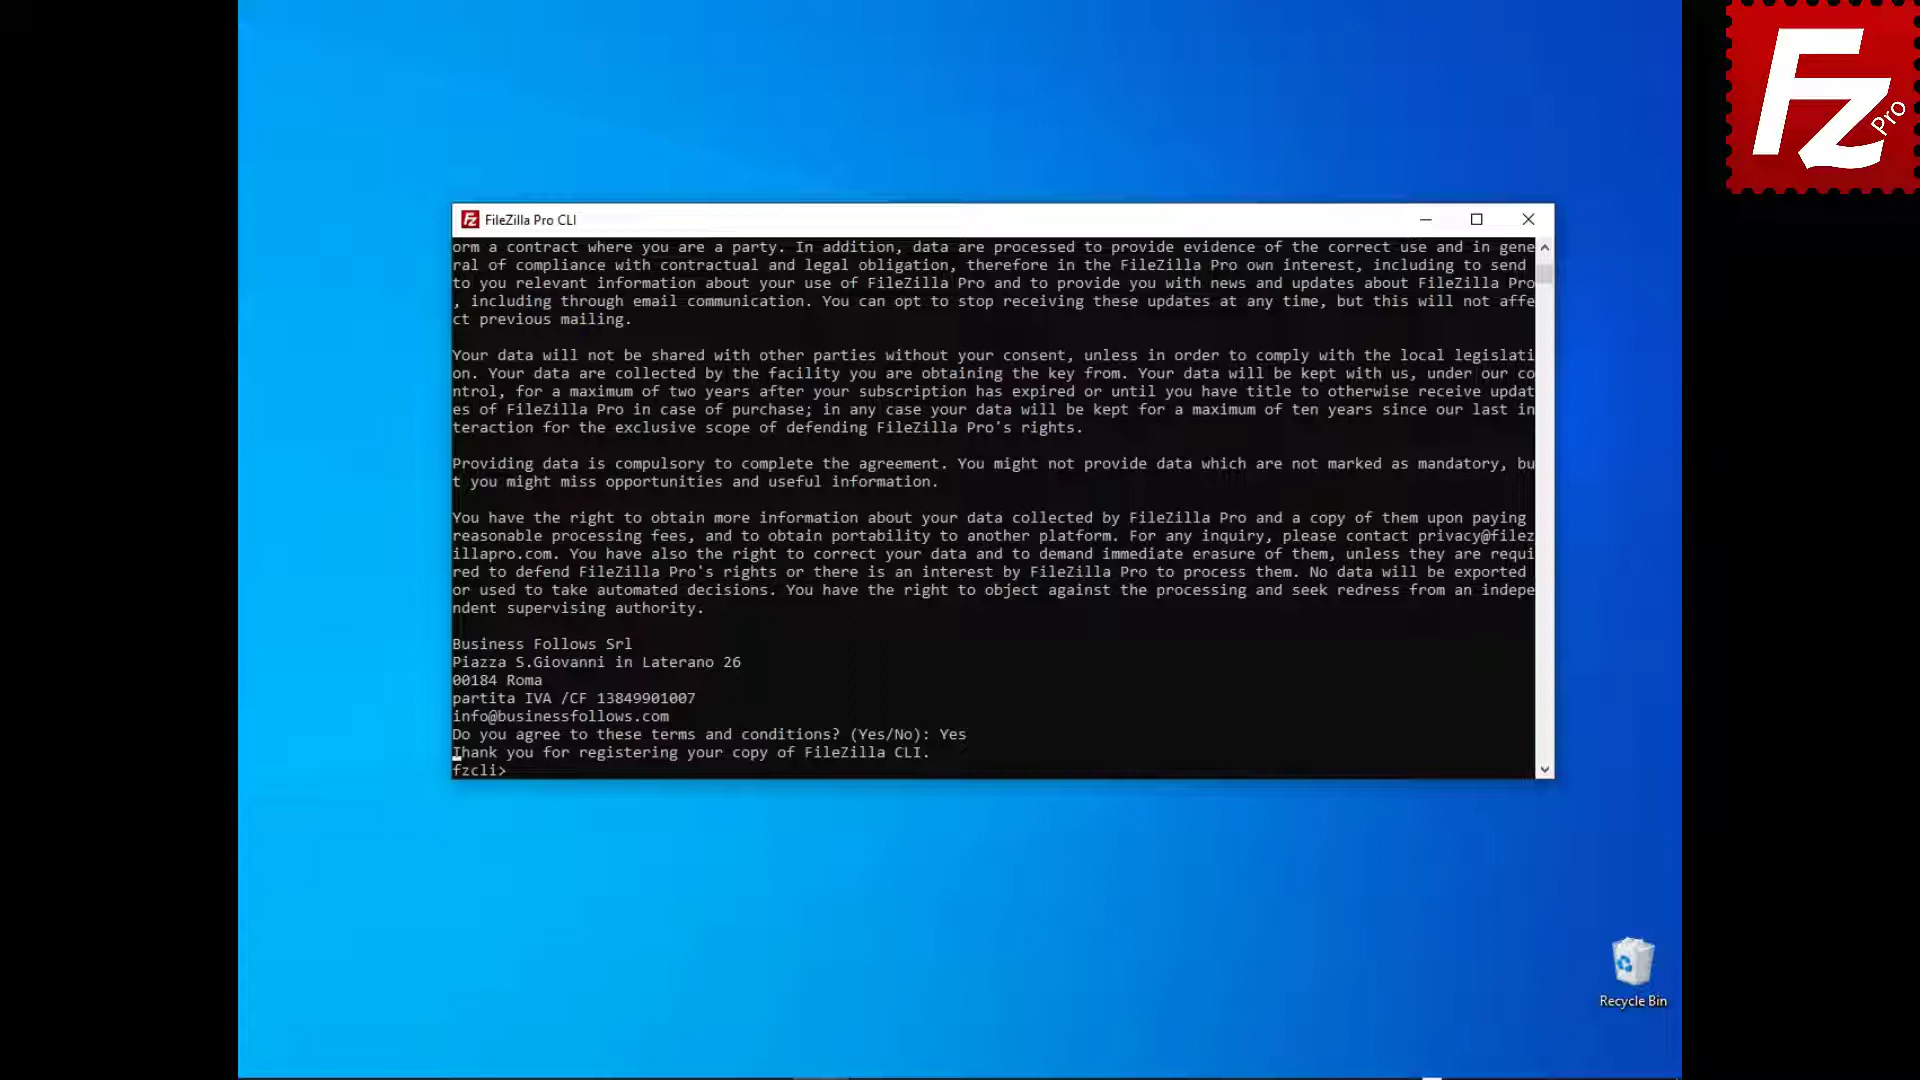 Fz Pro
FileZilla Pro CLI
orm a contract where you are a party. In addition, data are processed to provide evidence of the correct use and in gene
ral of compliance with contractual and legal obligation, therefore in the FileZilla Pro own interest, including to send
to you relevant information about your use of FileZilla Pro and to provide you with news and updates about FileZilla Pro
, including through email communication. You can opt to stop receiving these updates at any time, but this will not affe
ct previous mailing.
Your data will not be shared with other parties without your consent, unless in order to comply with the local legislati
on. Your data are collected by the facility you are obtaining the key from. Your data will be kept with us, under our co
ntrol, for a maximum of two years after your subscription has expired or until you have title to otherwise receive updat
es of FileZilla Pro in case of purchase; in any case your data will be kept for a maximum of ten years since our last in
teraction for the exclusive scope of defending FileZilla Pro's rights.
Providing data is compulsory to complete the agreement. You might not provide data which are not marked as mandatory, bu
t you might miss opportunities and useful information.
You have the right to obtain more information about your data collected by FileZilla Pro and a copy of them upon paying
reasonable processing fees, and to obtain portability to another platform. For any inquiry, please contact privacy@filez
illapro.com. You have also the right to correct your data and to demand immediate erasure of them, unless they are requi
red to defend FileZilla Pro's rights or there is an interest by FileZilla Pro to process them. No data will be exported
or used to take automated decisions. You have the right to object against the processing and seek redress from an indepe
ndent supervising authority.
Business Follows Srl
Piazza S.Giovanni in Laterano 26
00184 Roma
partita IVA /CF 13849901007
info@businessfollows.com
Do you agree to these terms and conditions? (Yes/No): Yes
Thank you for registering your copy of FileZilla CLI.
fzcli>
Recycle Bin